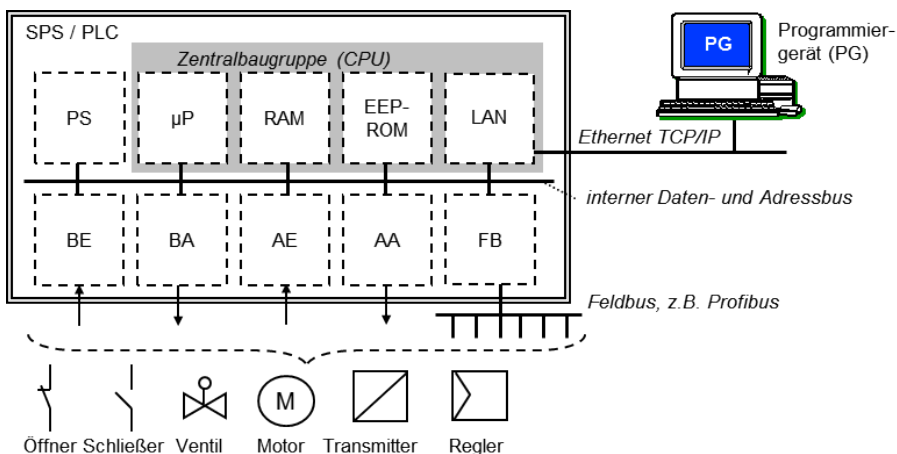 SPS / PLC
Zentralbaugruppe (CPU)
PS
µP
RAM
EEP-
ROM
LAN
PG
Programmier-
gerät (PG)
Ethernet TCP/IP
interner Daten- und Adressbus
BE
BA
AE
AA
FB
Feldbus, z.B. Profibus
M
Öffner Schließer Ventil Motor Transmitter Regler